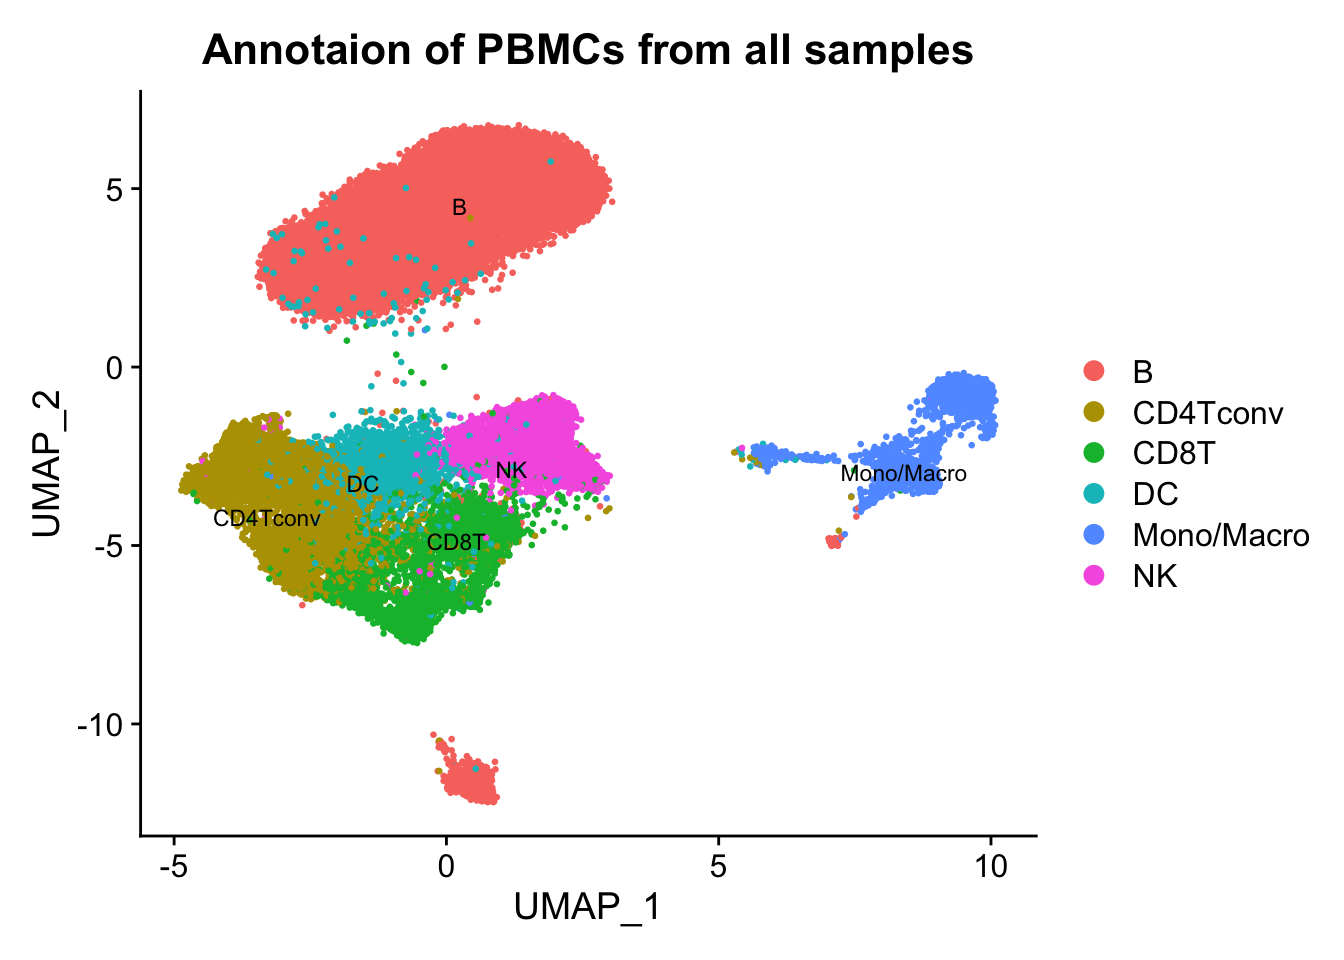 Annotaion of PBMCs from all samples
UMAP_2
5
0
-5
-10
B
NK
DC
CD4Tconv
CD8T
Mono/Macro
-5
0
5
10
UMAP_1
B
CD4Tconv
CD8T
DC
Mono/Macro
NK